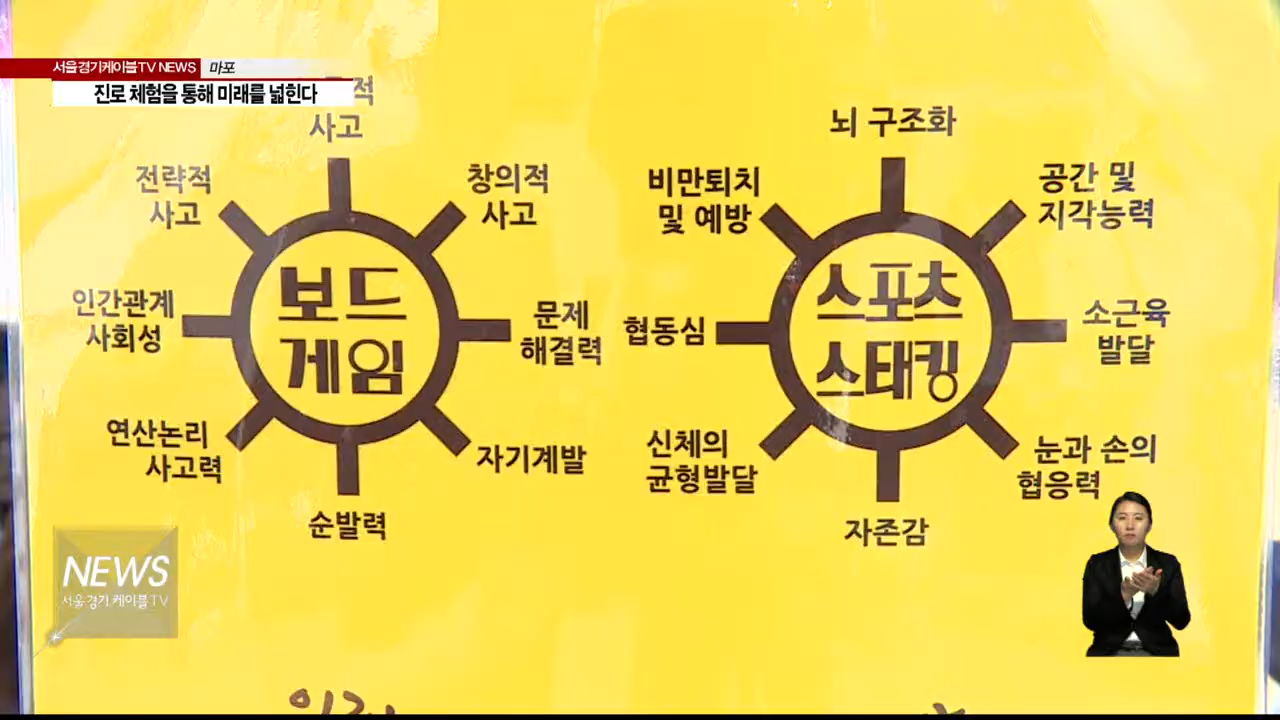 서울경기케이블TV NEWS 마포
진로 체험을 통해 미래를 넓힌다
사고
창의적
사고
문제
해결력
자기계발
순발력
연산논리
사고력
인간관계
사회성
전략적
사고
보드
게임
뇌 구조화
공간 및
지각능력
소근육
발달
눈과 손의
협응력
자존감
신체의
균형발달
협동심
비만퇴치
및 예방
스포츠
스태킹
NEWS
서울경기케이블TV